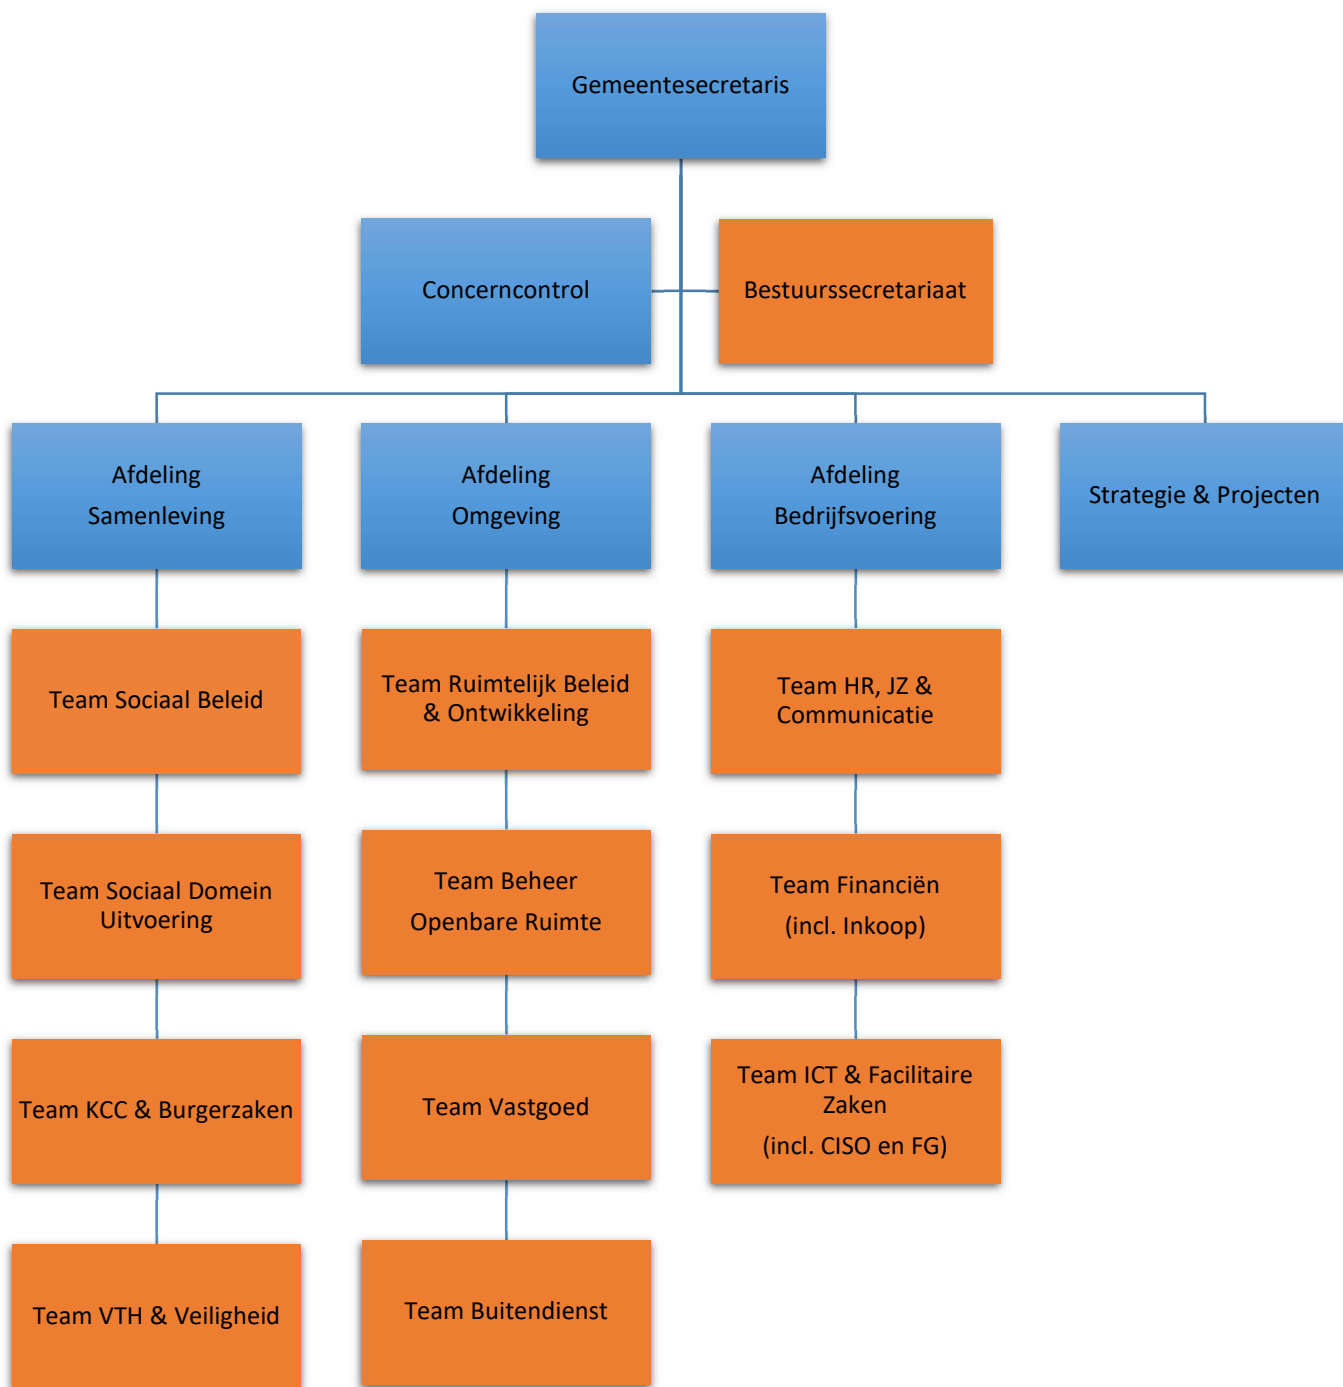 Gemeentesecretaris
Concerncontrol
Bestuurssecretariaat
Afdeling
Samenleving
Afdeling
Omgeving
Afdeling
Bedrijfsvoering
Strategie & Projecten
Team Sociaal Beleid
Team Ruimtelijk Beleid
& Ontwikkeling
Team HR, JZ &
Communicatie
Team Sociaal Domein
Uitvoering
Team Beheer
Openbare Ruimte
Team Financiën
(incl. Inkoop)
Team KCC & Burgerzaken
Team Vastgoed
Team ICT & Facilitaire
Zaken
(incl. CISO en FG)
Team VTH & Veiligheid
Team Buitendienst